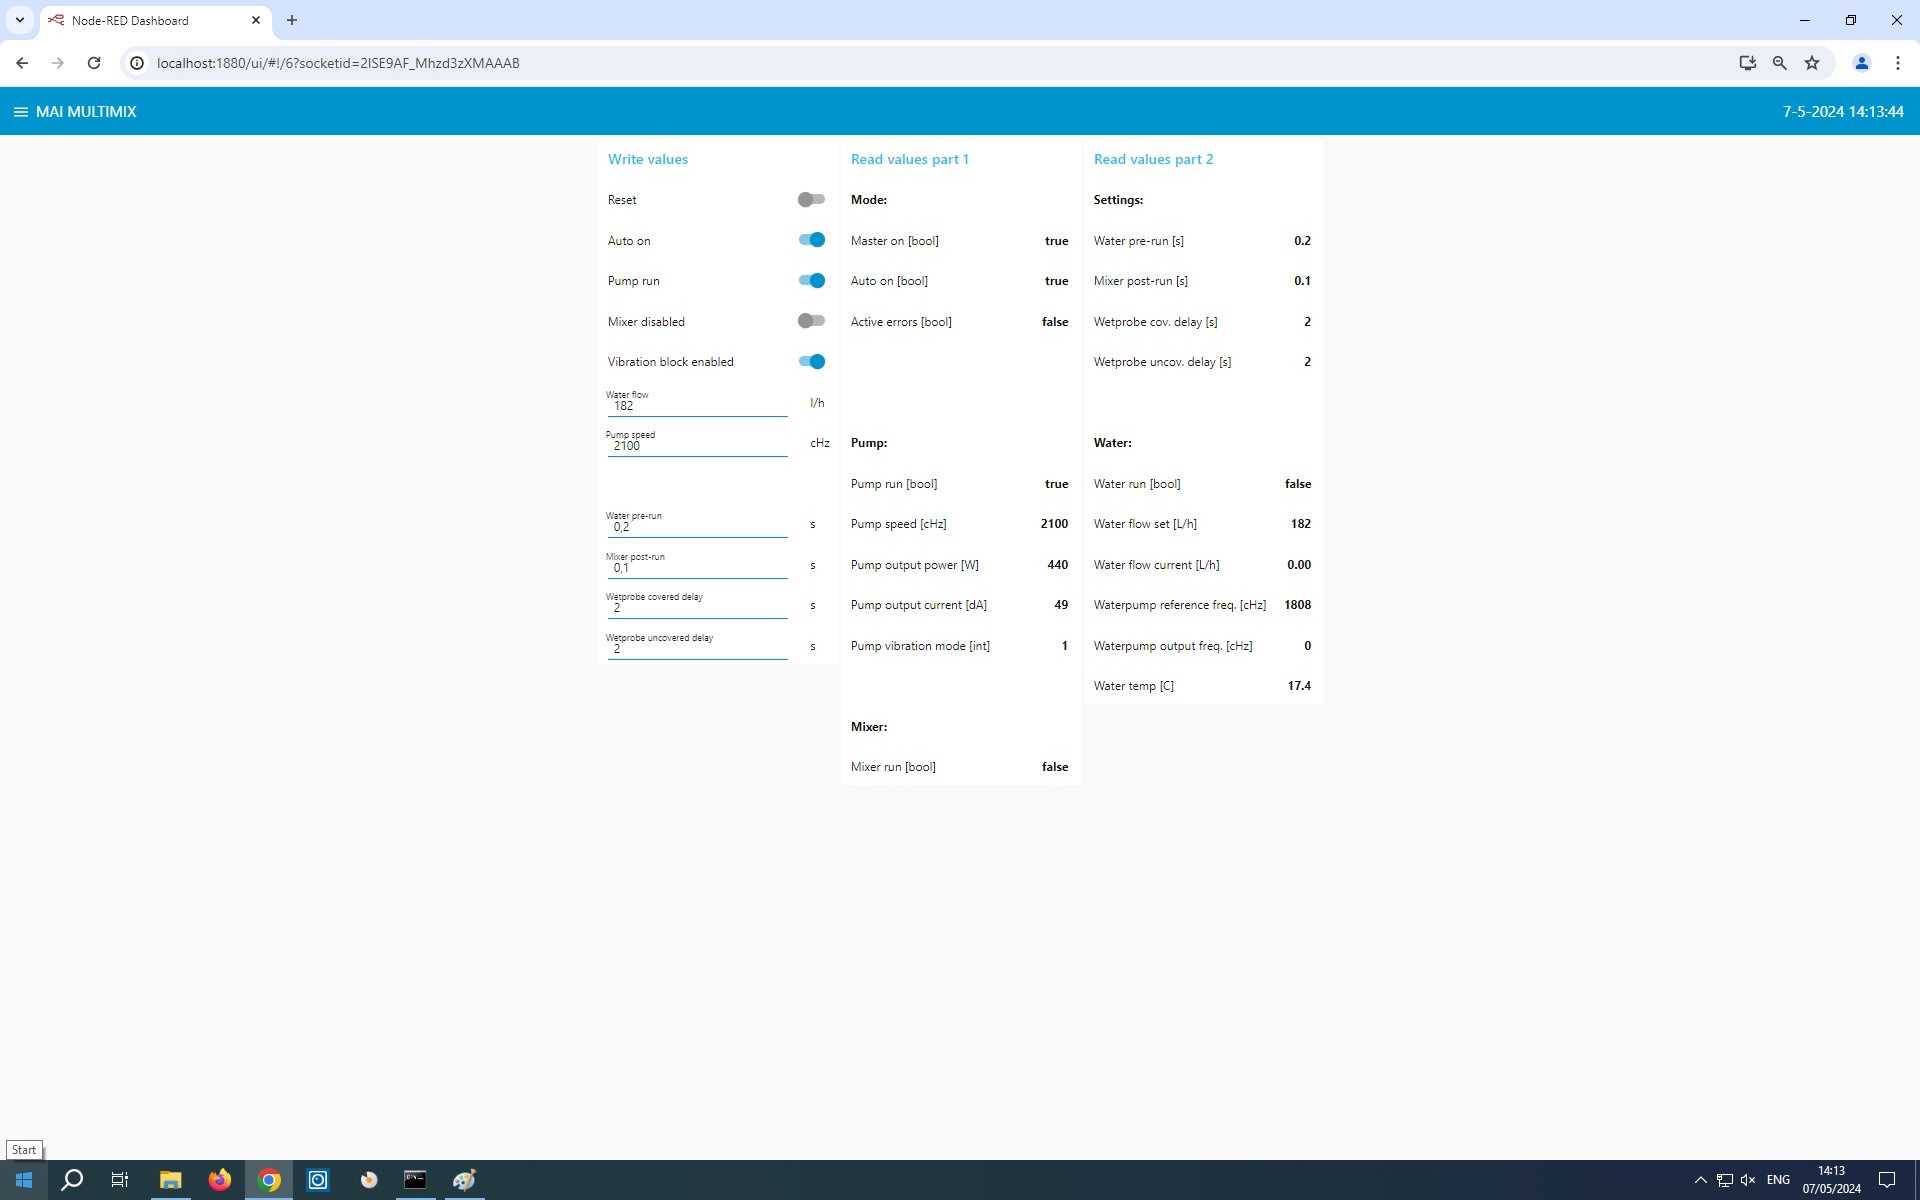 Node-RED Dashboard
localhost:1880/ui/#!/6?socketid=2ISE9AF_Mhzd3zXMAAAB
MAI MULTIMIX
7-5-2024 14:13:44
Write values
Reset
Auto on
Pump run
Mixer disabled
Vibration block enabled
Water flow
182 l/h
Pump speed
2100 cHz
Water pre-run
0,2 s
Mixer post-run
0,1 s
Wetprobe covered delay
2 s
Wetprobe uncovered delay
2 s
Read values part 1
Mode:
Master on [bool] true
Auto on [bool] true
Active errors [bool] false
Pump:
Pump run [bool] true
Pump speed [cHz] 2100
Pump output power [W] 440
Pump output current [dA] 49
Pump vibration mode [int] 1
Mixer:
Mixer run [bool] false
Read values part 2
Settings:
Water pre-run [s] 0.2
Mixer post-run [s] 0.1
Wetprobe cov. delay [s] 2
Wetprobe uncov. delay [s] 2
Water:
Water run [bool] false
Water flow set [L/h] 182
Water flow current [L/h] 0.00
Waterpump reference freq. [cHz] 1808
Waterpump output freq. [cHz] 0
Water temp [C] 17.4
Start
ENG
14:13
07/05/2024